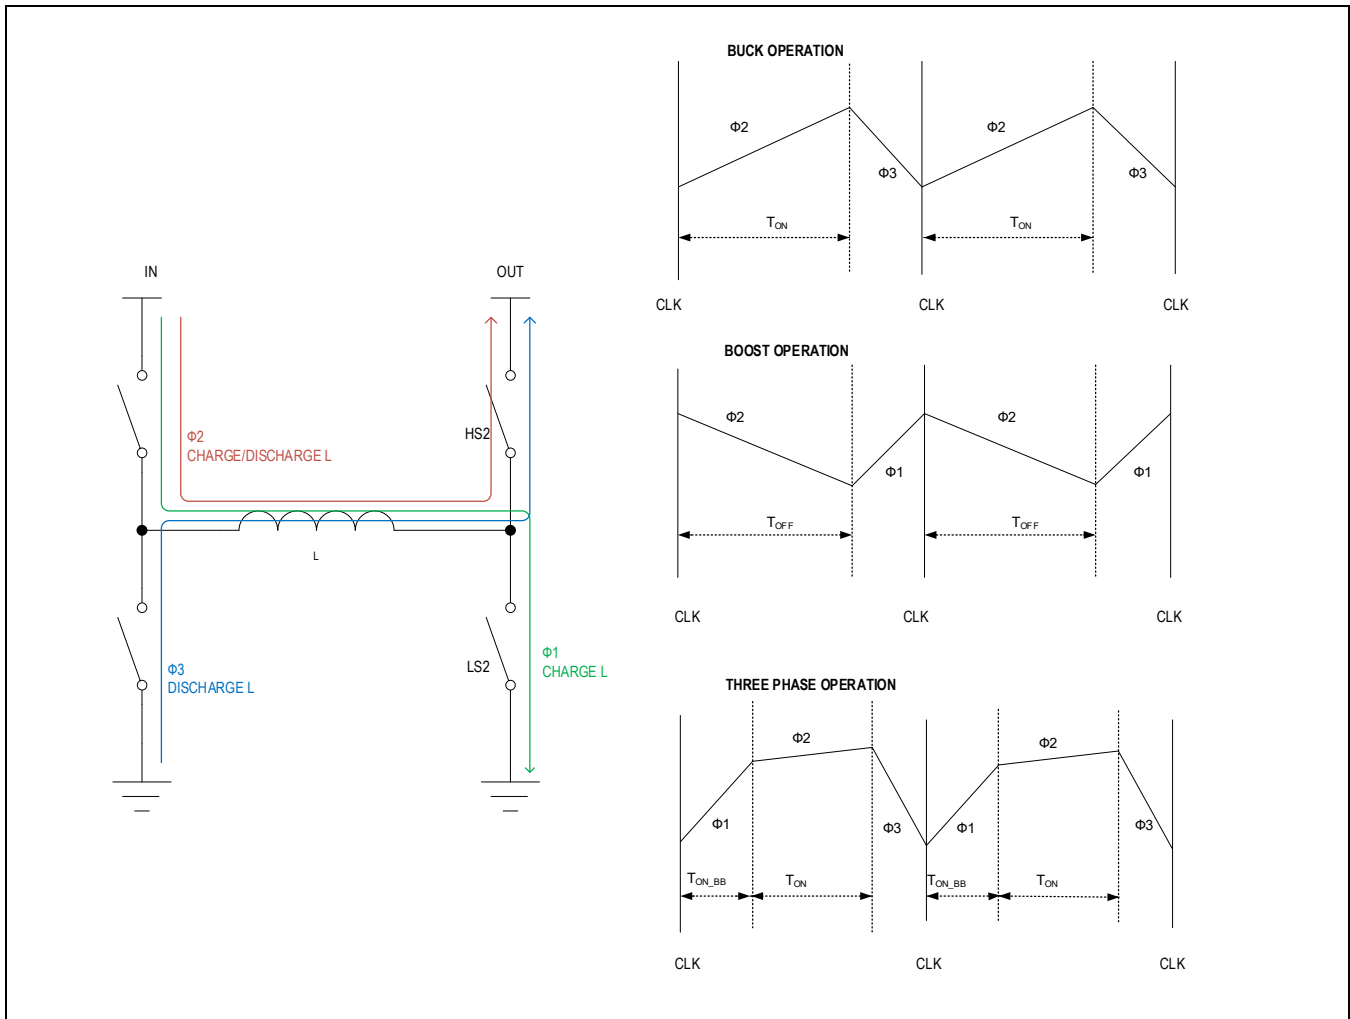 IN
OUT
HS2
Φ2
CHARGE/DISCHARGE L
L
Φ3
DISCHARGE L
LS2
Φ1
CHARGE L
BUCK OPERATION
Φ2
Φ3
Φ2
Φ3
TON
TON
CLK
CLK
CLK
BOOST OPERATION
Φ2
Φ1
Φ2
Φ1
TOFF
TOFF
CLK
CLK
CLK
THREE PHASE OPERATION
Φ1
Φ2
Φ3
Φ1
Φ2
Φ3
TON_BB
TON
TON_BB
TON
CLK
CLK
CLK